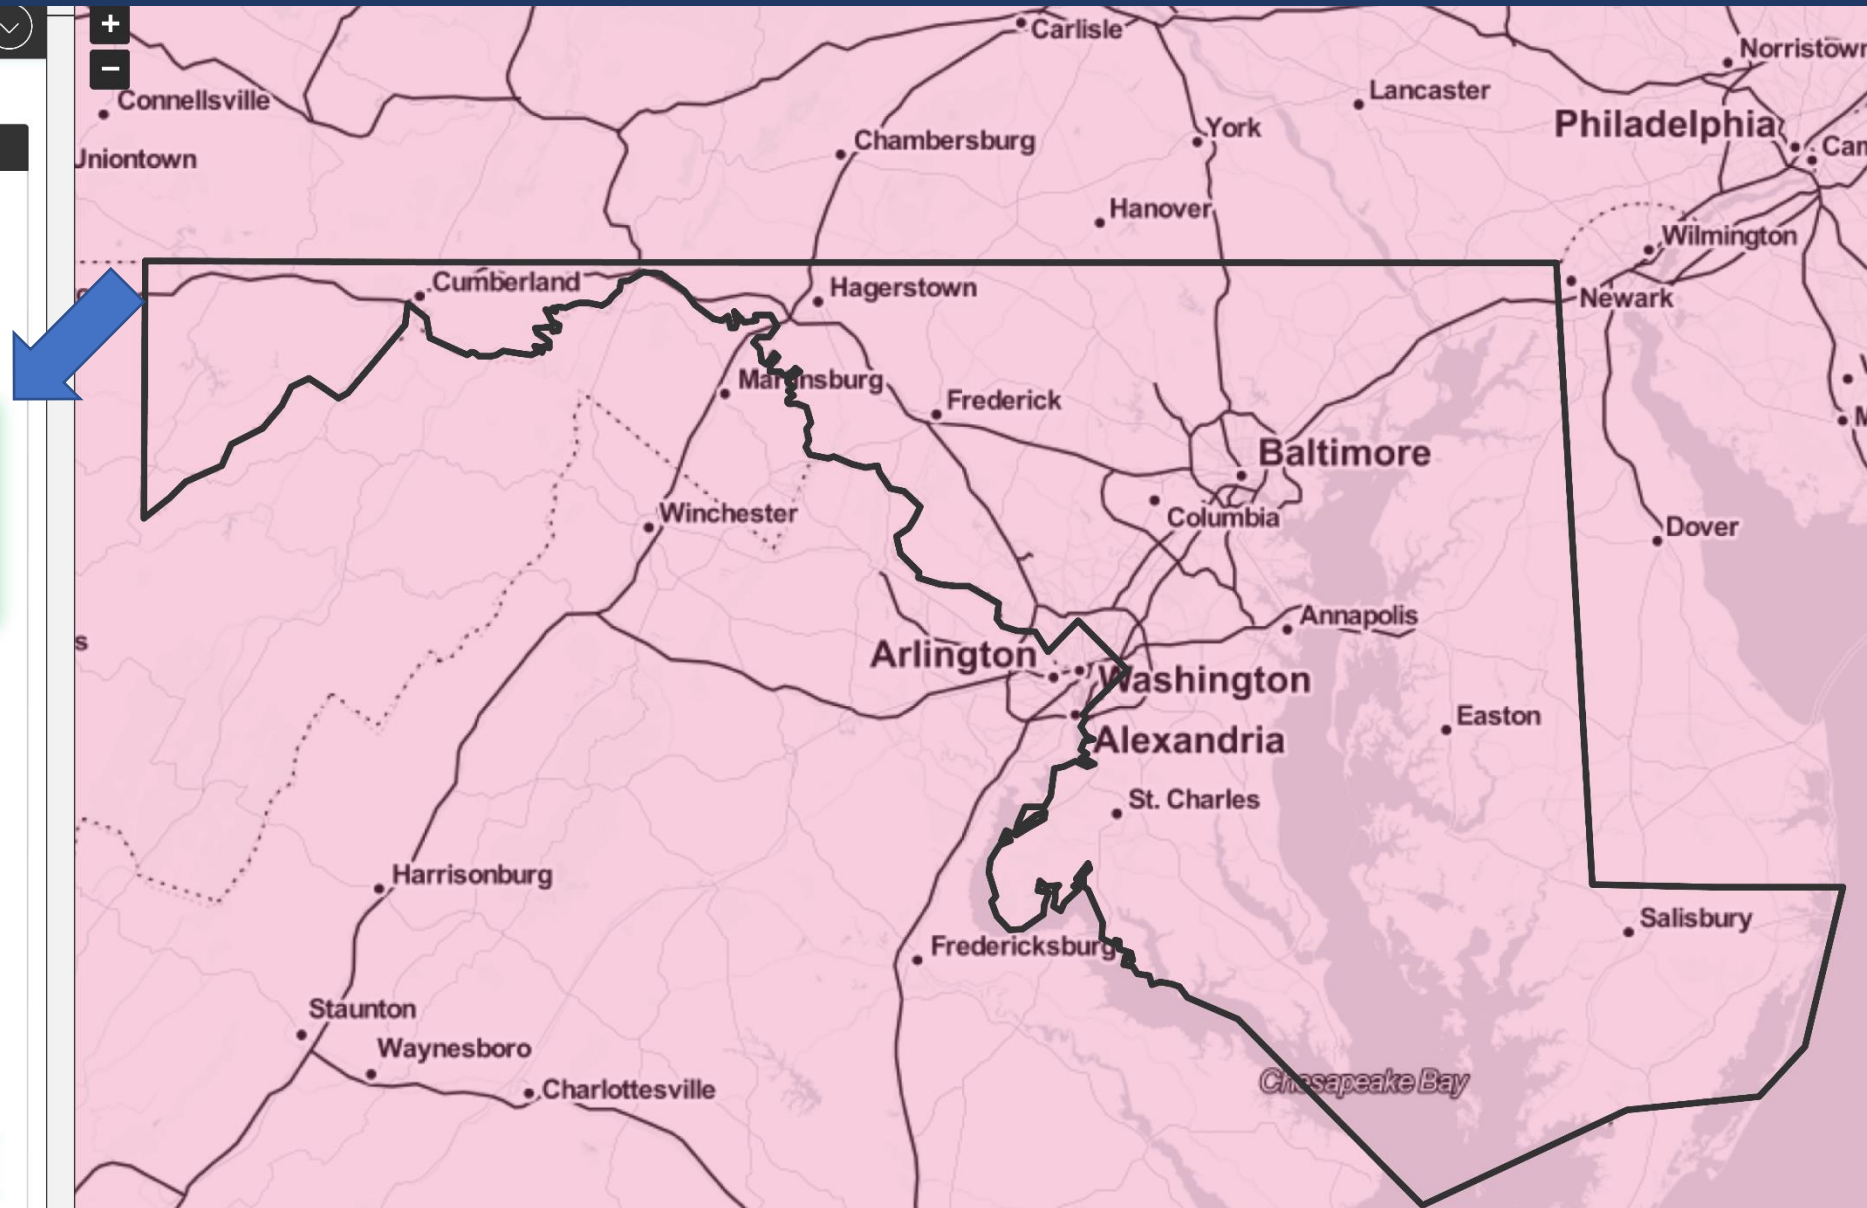 +
Carlisle
−
Norristown
Connellsville
Lancaster
Philadelphia
York
Chambersburg
Uniontown
Hanover
Wilmington
Cumberland
Hagerstown
Newark
Martinsburg
Frederick
Baltimore
Winchester
Columbia
Dover
Annapolis
s
Arlington
Washington
Easton
Alexandria
St. Charles
Harrisonburg
Salisbury
Fredericksburg
Staunton
Waynesboro
Chesapeake Bay
Charlottesville